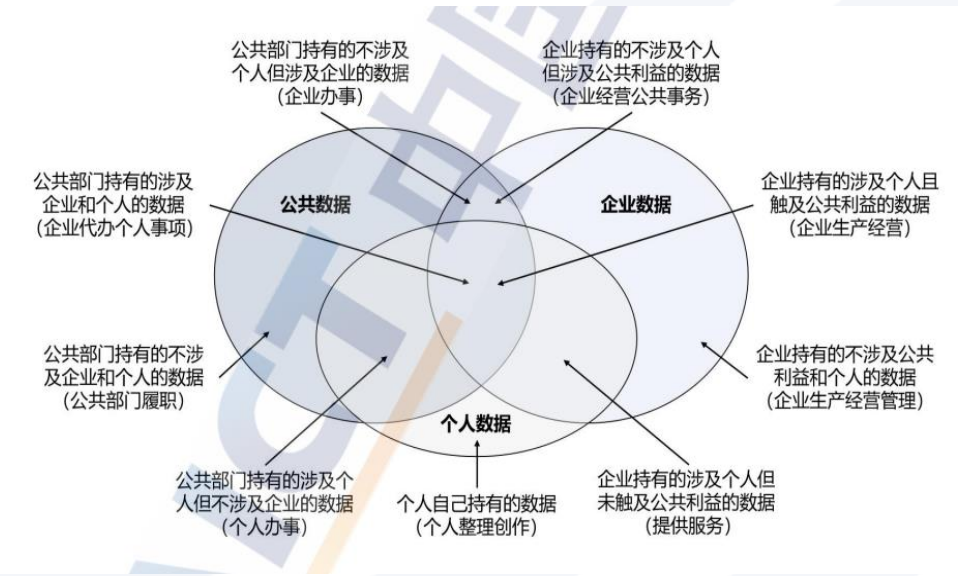 公共部门持有的不涉及
个人但涉及企业的数据
（企业办事）
企业持有的不涉及个人
但涉及公共利益的数据
（企业经营公共事务）
公共部门持有的涉及
企业和个人的数据
（企业代办个人事项）
公共数据
企业数据
企业持有的涉及个人且
触及公共利益的数据
（企业生产经营）
公共部门持有的不涉
及企业和个人的数据
（公共部门履职）
企业持有的不涉及公共
利益和个人的数据
（企业生产经营管理）
个人数据
公共部门持有的涉及个
人但不涉及企业的数据
（个人办事）
个人自己持有的数据
（个人整理创作）
企业持有的涉及个人但
未触及公共利益的数据
（提供服务）